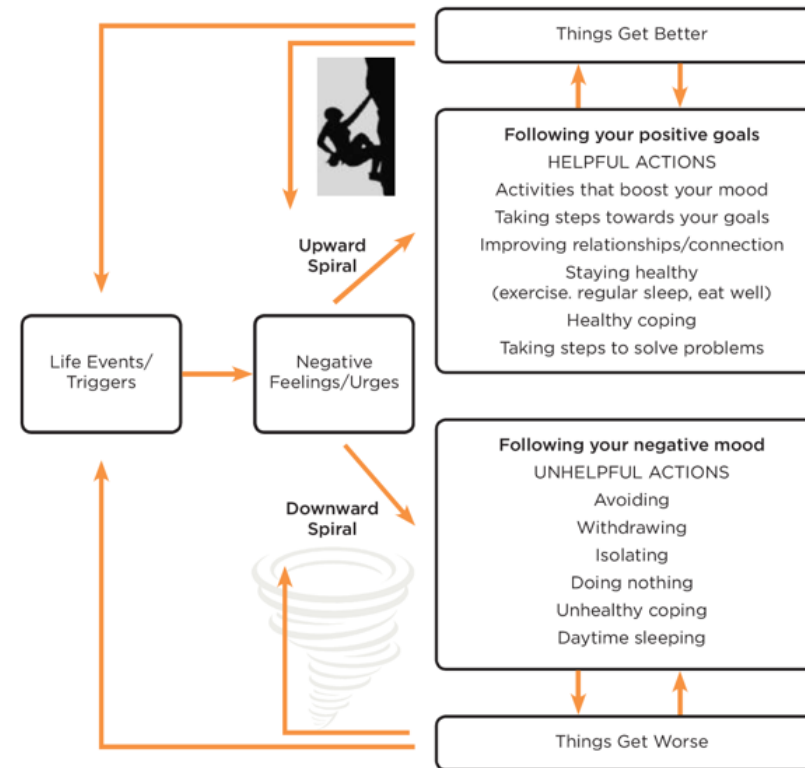 Things Get Better
Following your positive goals
HELPFUL ACTIONS
Activities that boost your mood
Taking steps towards your goals
Improving relationships/connection
Staying healthy
(exercise. regular sleep, eat well)
Healthy coping
Taking steps to solve problems
Upward
Spiral
Life Events/
Triggers
Negative
Feelings/Urges
Downward
Spiral
Following your negative mood
UNHELPFUL ACTIONS
Avoiding
Withdrawing
Isolating
Doing nothing
Unhealthy coping
Daytime sleeping
Things Get Worse